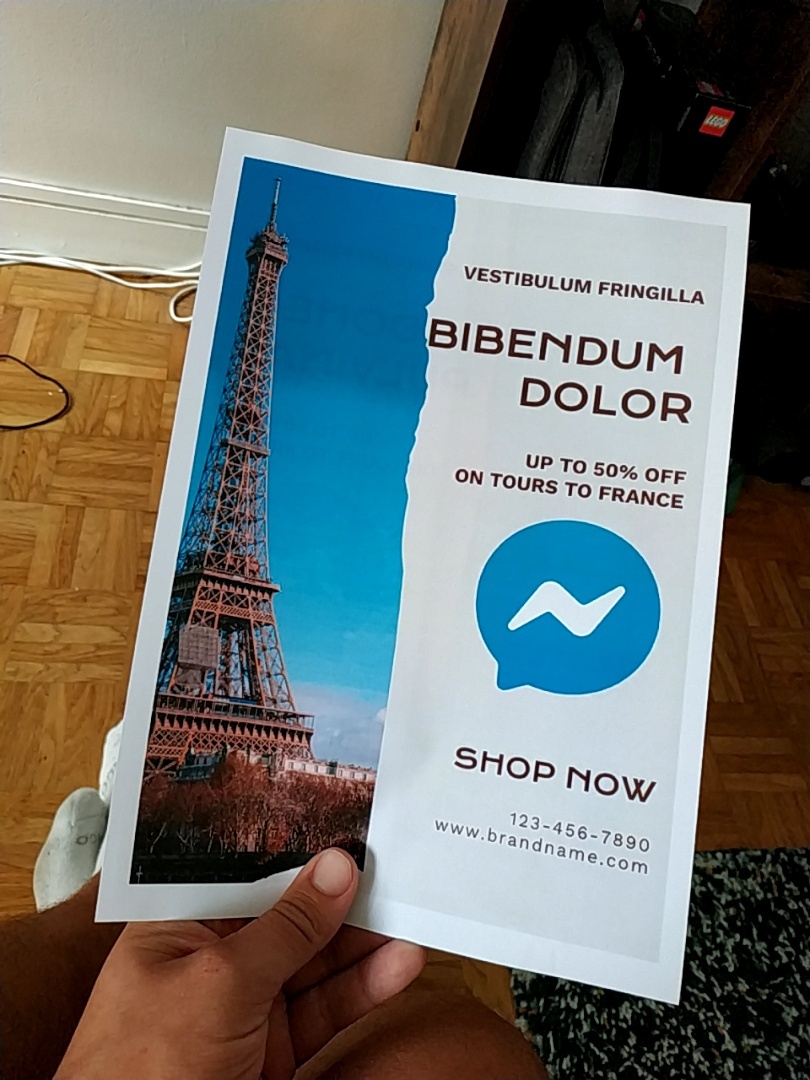 LEGO
VESTIBULUM FRINGILLA
BIBENDUM
DOLOR
UP TO 50% OFF
ON TOURS TO FRANCE
SHOP NOW
123-456-7890
www.brandname.com